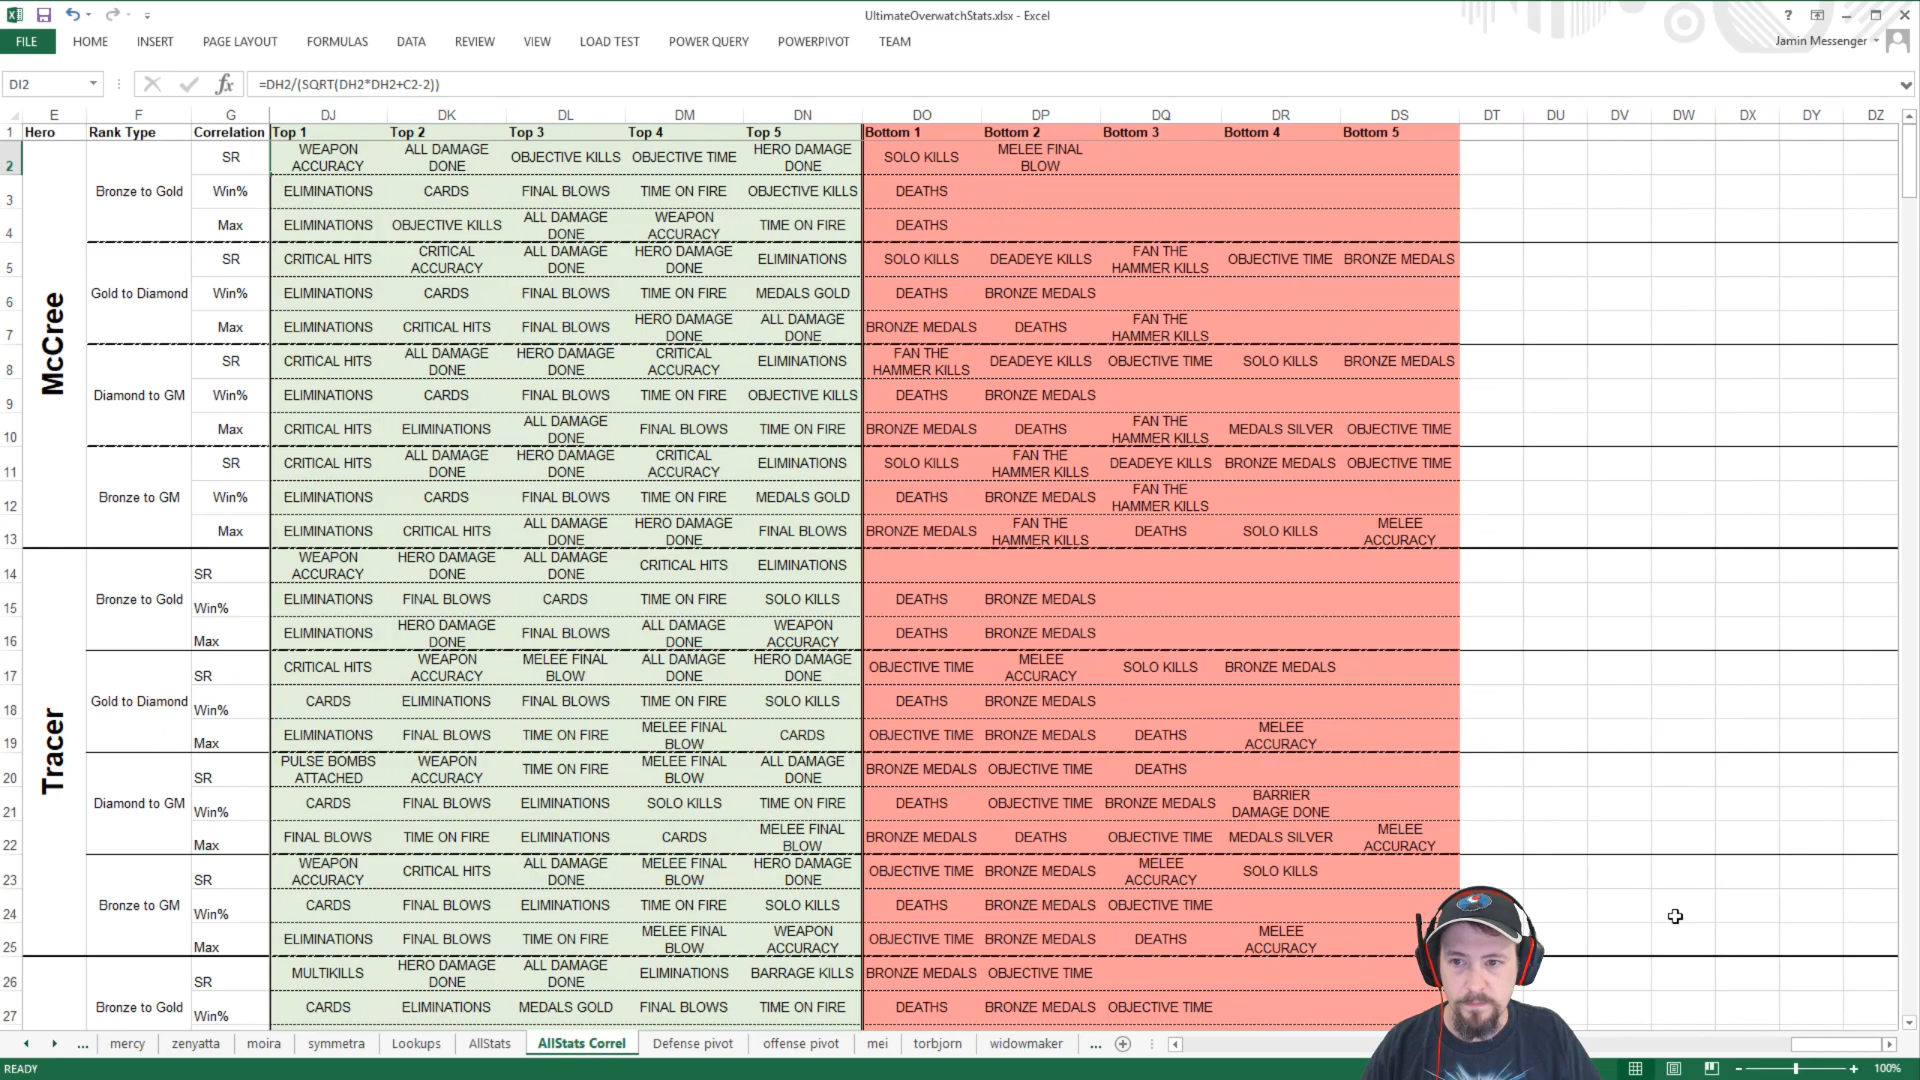 UltimateOverwatchStats.xlsx - Excel
FILE HOME INSERT PAGE LAYOUT FORMULAS DATA REVIEW VIEW LOAD TEST POWER QUERY POWERPIVOT TEAM Jamin Messenger
DI2 fx =DH2/(SQRT(DH2*DH2+C2-2))
E F G DJ DK DL DM DN DO DP DQ DR DS DT DU DV DW DX DY DZ
1 Hero Rank Type Correlation Top 1 Top 2 Top 3 Top 4 Top 5 Bottom 1 Bottom 2 Bottom 3 Bottom 4 Bottom 5
McCree
Bronze to Gold
2 SR WEAPON ACCURACY ALL DAMAGE DONE OBJECTIVE KILLS OBJECTIVE TIME HERO DAMAGE DONE SOLO KILLS MELEE FINAL BLOW
3 Win% ELIMINATIONS CARDS FINAL BLOWS TIME ON FIRE OBJECTIVE KILLS DEATHS
4 Max ELIMINATIONS OBJECTIVE KILLS ALL DAMAGE DONE WEAPON ACCURACY TIME ON FIRE DEATHS
Gold to Diamond
5 SR CRITICAL HITS CRITICAL ACCURACY ALL DAMAGE DONE HERO DAMAGE DONE ELIMINATIONS SOLO KILLS DEADEYE KILLS FAN THE HAMMER KILLS OBJECTIVE TIME BRONZE MEDALS
6 Win% ELIMINATIONS CARDS FINAL BLOWS TIME ON FIRE MEDALS GOLD DEATHS BRONZE MEDALS
7 Max ELIMINATIONS CRITICAL HITS FINAL BLOWS HERO DAMAGE DONE ALL DAMAGE DONE BRONZE MEDALS DEATHS FAN THE HAMMER KILLS
Diamond to GM
8 SR CRITICAL HITS ALL DAMAGE DONE HERO DAMAGE DONE CRITICAL ACCURACY ELIMINATIONS FAN THE HAMMER KILLS DEADEYE KILLS OBJECTIVE TIME SOLO KILLS BRONZE MEDALS
9 Win% ELIMINATIONS CARDS FINAL BLOWS TIME ON FIRE OBJECTIVE KILLS DEATHS BRONZE MEDALS
10 Max CRITICAL HITS ELIMINATIONS ALL DAMAGE DONE FINAL BLOWS TIME ON FIRE BRONZE MEDALS DEATHS FAN THE HAMMER KILLS MEDALS SILVER OBJECTIVE TIME
Bronze to GM
11 SR CRITICAL HITS ALL DAMAGE DONE HERO DAMAGE DONE CRITICAL ACCURACY ELIMINATIONS SOLO KILLS FAN THE HAMMER KILLS DEADEYE KILLS BRONZE MEDALS OBJECTIVE TIME
12 Win% ELIMINATIONS CARDS FINAL BLOWS TIME ON FIRE MEDALS GOLD DEATHS BRONZE MEDALS FAN THE HAMMER KILLS
13 Max ELIMINATIONS CRITICAL HITS ALL DAMAGE DONE HERO DAMAGE DONE FINAL BLOWS BRONZE MEDALS FAN THE HAMMER KILLS DEATHS SOLO KILLS MELEE ACCURACY
Tracer
Bronze to Gold
14 SR WEAPON ACCURACY HERO DAMAGE DONE ALL DAMAGE DONE CRITICAL HITS ELIMINATIONS
15 Win% ELIMINATIONS FINAL BLOWS CARDS TIME ON FIRE SOLO KILLS DEATHS BRONZE MEDALS
16 Max ELIMINATIONS HERO DAMAGE DONE FINAL BLOWS ALL DAMAGE DONE WEAPON ACCURACY DEATHS BRONZE MEDALS
Gold to Diamond
17 SR CRITICAL HITS WEAPON ACCURACY MELEE FINAL BLOW ALL DAMAGE DONE HERO DAMAGE DONE OBJECTIVE TIME MELEE ACCURACY SOLO KILLS BRONZE MEDALS
18 Win% CARDS ELIMINATIONS FINAL BLOWS TIME ON FIRE SOLO KILLS DEATHS BRONZE MEDALS
19 Max ELIMINATIONS FINAL BLOWS TIME ON FIRE MELEE FINAL BLOW CARDS OBJECTIVE TIME BRONZE MEDALS DEATHS MELEE ACCURACY
Diamond to GM
20 SR PULSE BOMBS ATTACHED WEAPON ACCURACY TIME ON FIRE MELEE FINAL BLOW ALL DAMAGE DONE BRONZE MEDALS OBJECTIVE TIME DEATHS
21 Win% CARDS FINAL BLOWS ELIMINATIONS SOLO KILLS TIME ON FIRE DEATHS OBJECTIVE TIME BRONZE MEDALS BARRIER DAMAGE DONE
22 Max FINAL BLOWS TIME ON FIRE ELIMINATIONS CARDS MELEE FINAL BLOW BRONZE MEDALS DEATHS OBJECTIVE TIME MEDALS SILVER MELEE ACCURACY
Bronze to GM
23 SR WEAPON ACCURACY CRITICAL HITS ALL DAMAGE DONE MELEE FINAL BLOW HERO DAMAGE DONE OBJECTIVE TIME BRONZE MEDALS MELEE ACCURACY SOLO KILLS
24 Win% CARDS FINAL BLOWS ELIMINATIONS TIME ON FIRE SOLO KILLS DEATHS BRONZE MEDALS OBJECTIVE TIME
25 Max ELIMINATIONS FINAL BLOWS TIME ON FIRE MELEE FINAL BLOW WEAPON ACCURACY OBJECTIVE TIME BRONZE MEDALS DEATHS MELEE ACCURACY
Bronze to Gold
26 SR MULTIKILLS HERO DAMAGE DONE ALL DAMAGE DONE ELIMINATIONS BARRAGE KILLS BRONZE MEDALS OBJECTIVE TIME
27 Win% CARDS ELIMINATIONS MEDALS GOLD FINAL BLOWS TIME ON FIRE DEATHS BRONZE MEDALS OBJECTIVE TIME
... mercy zenyatta moira symmetra Lookups AllStats AllStats Correl Defense pivot offense pivot mei torbjorn widowmaker ...
READY 100%